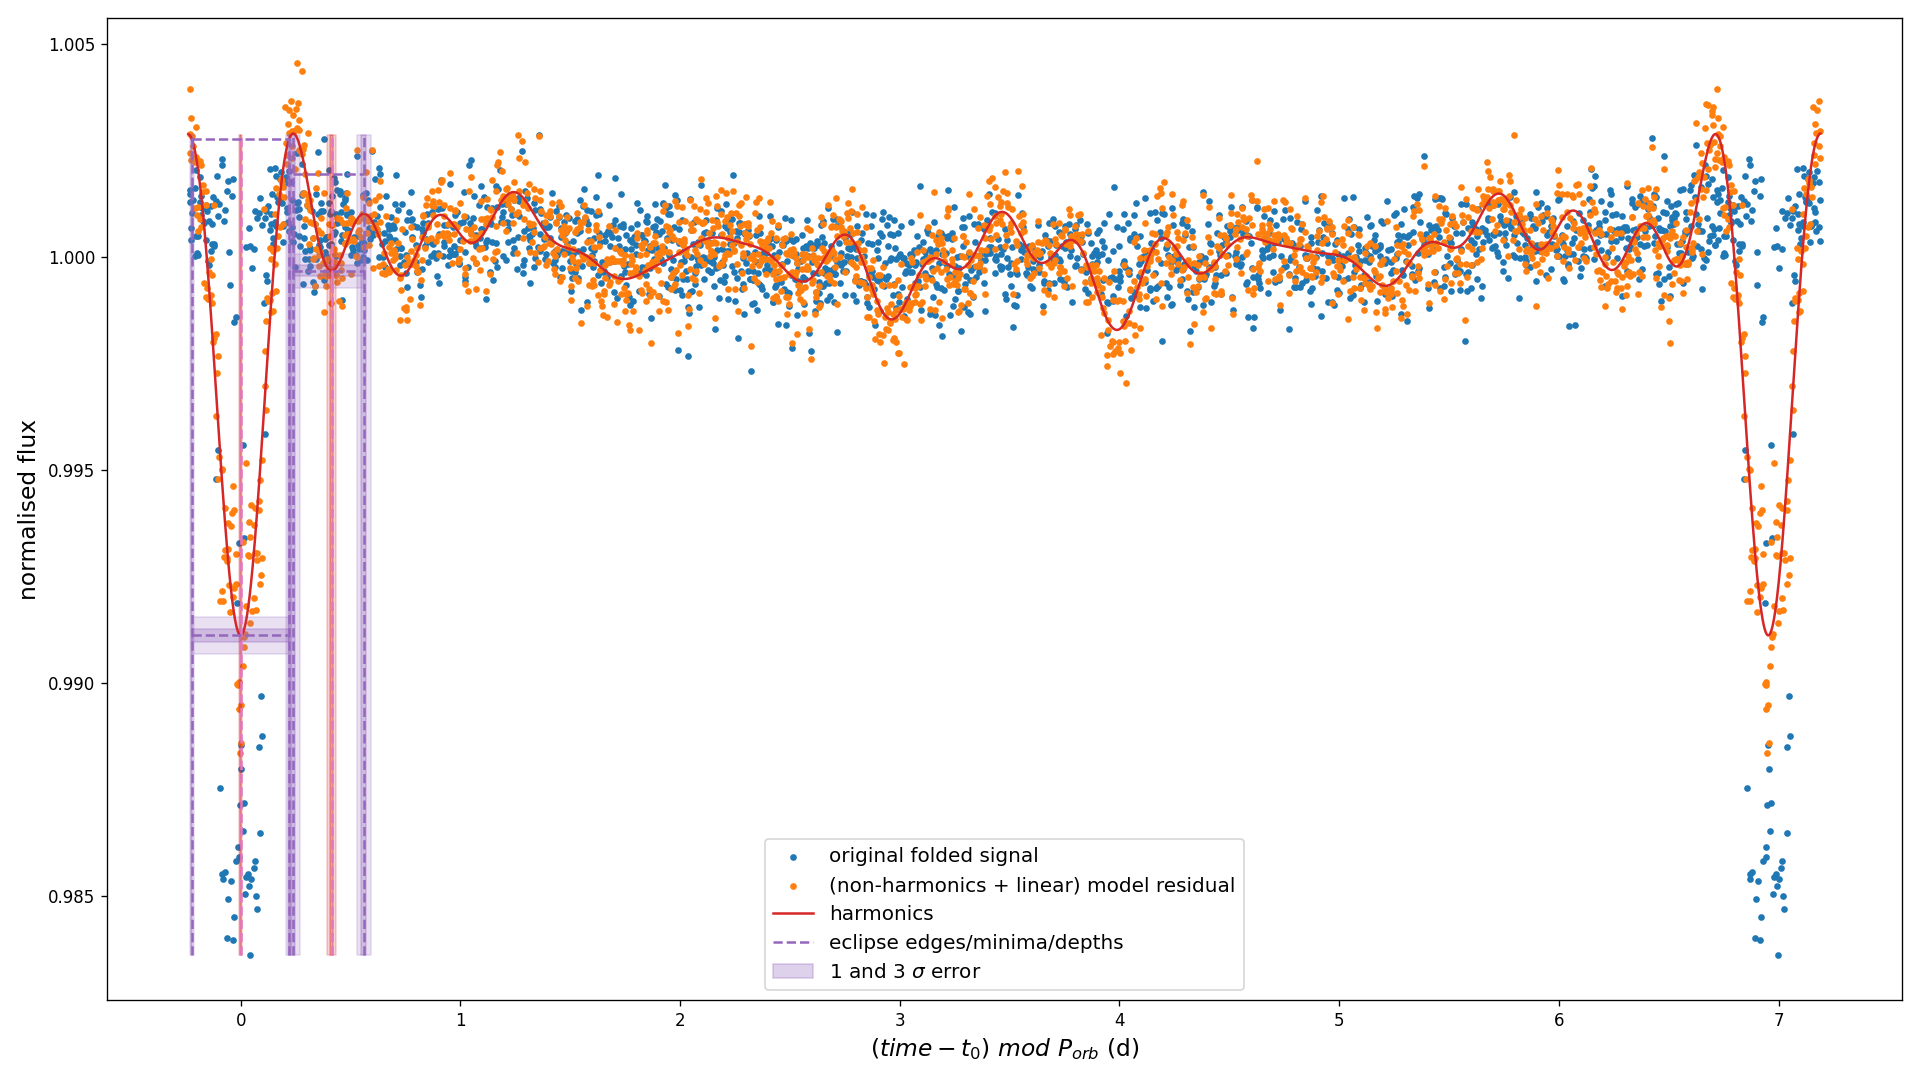 1.005
1.000
0.995
0.990
0.985
normalised flux
original folded signal
(non-harmonics + linear) model residual
harmonics
eclipse edges/minima/depths
1 and 3 σ error
0 1 2 3 4 5 6 7
(time − t₀) mod Pₒᵣb (d)